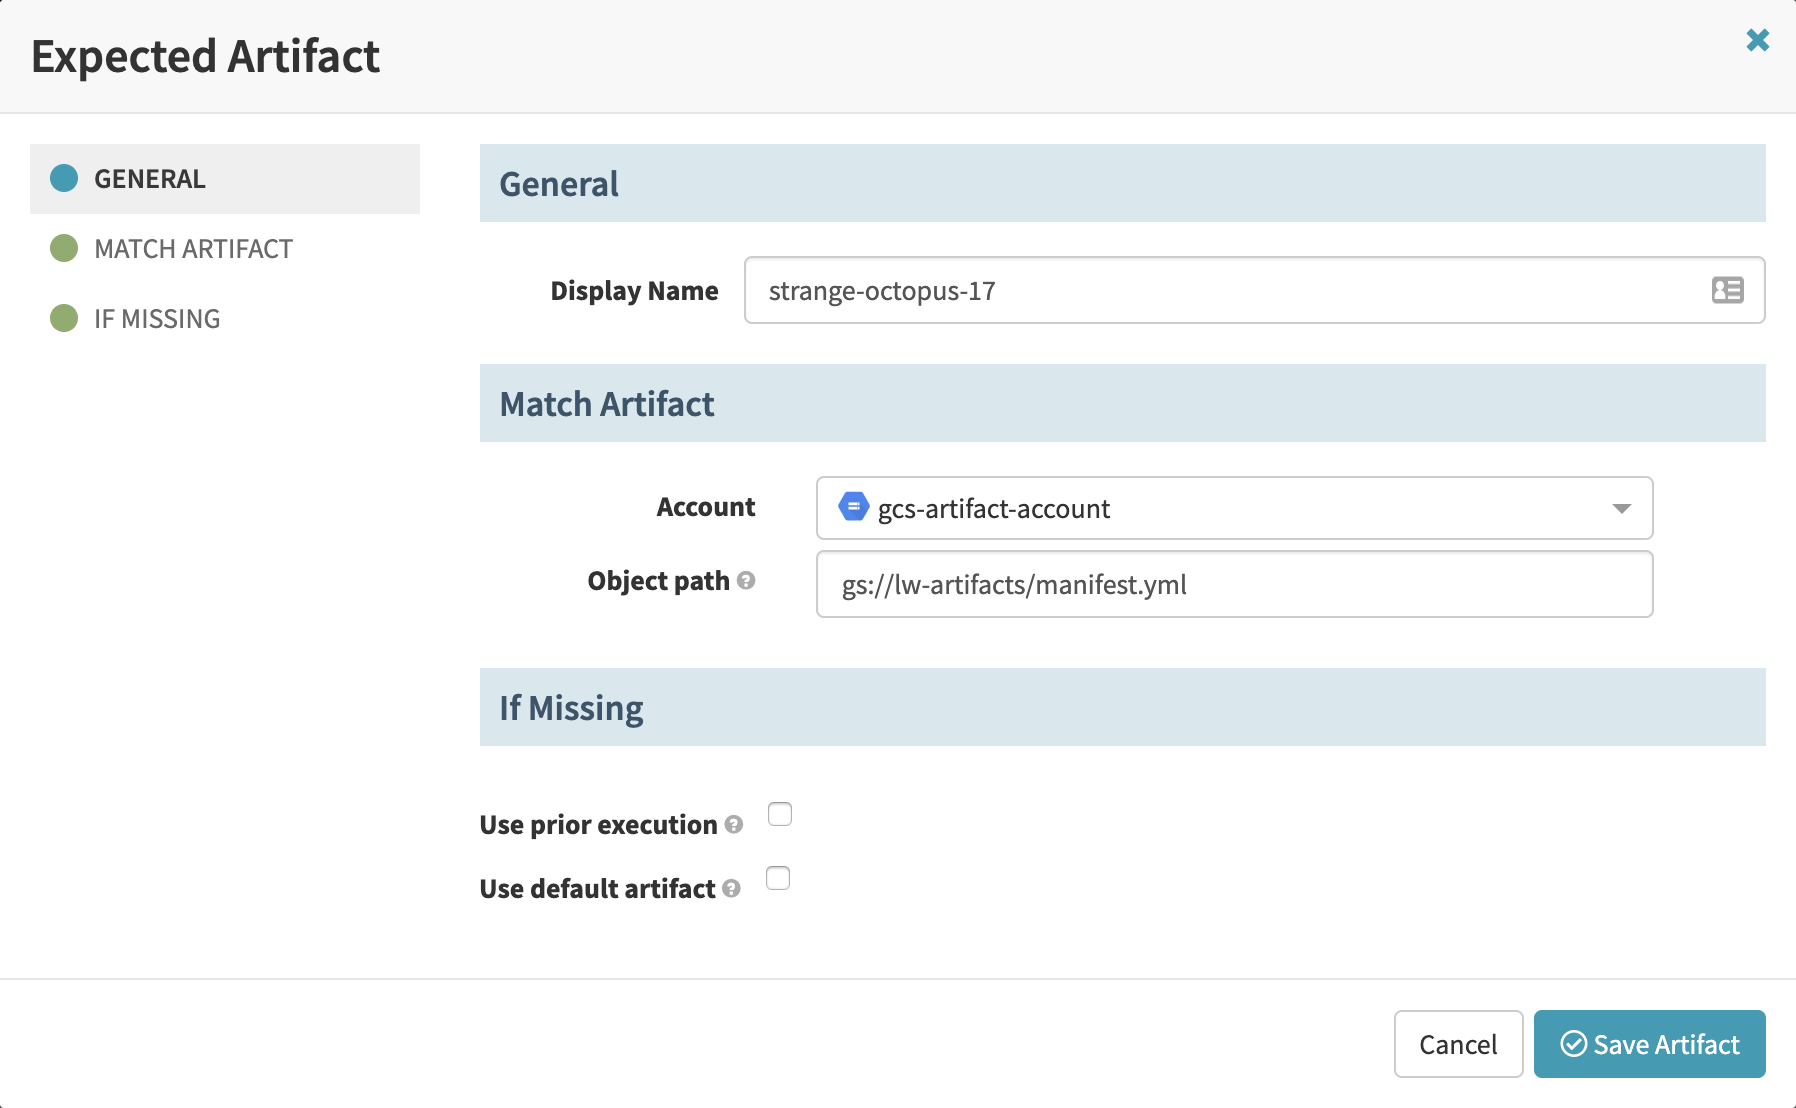 Expected Artifact
GENERAL
MATCH ARTIFACT
IF MISSING
General
Display Name strange-octopus-17
Match Artifact
Account gcs-artifact-account
Object path gs://lw-artifacts/manifest.yml
If Missing
Use prior execution
Use default artifact
Cancel Save Artifact